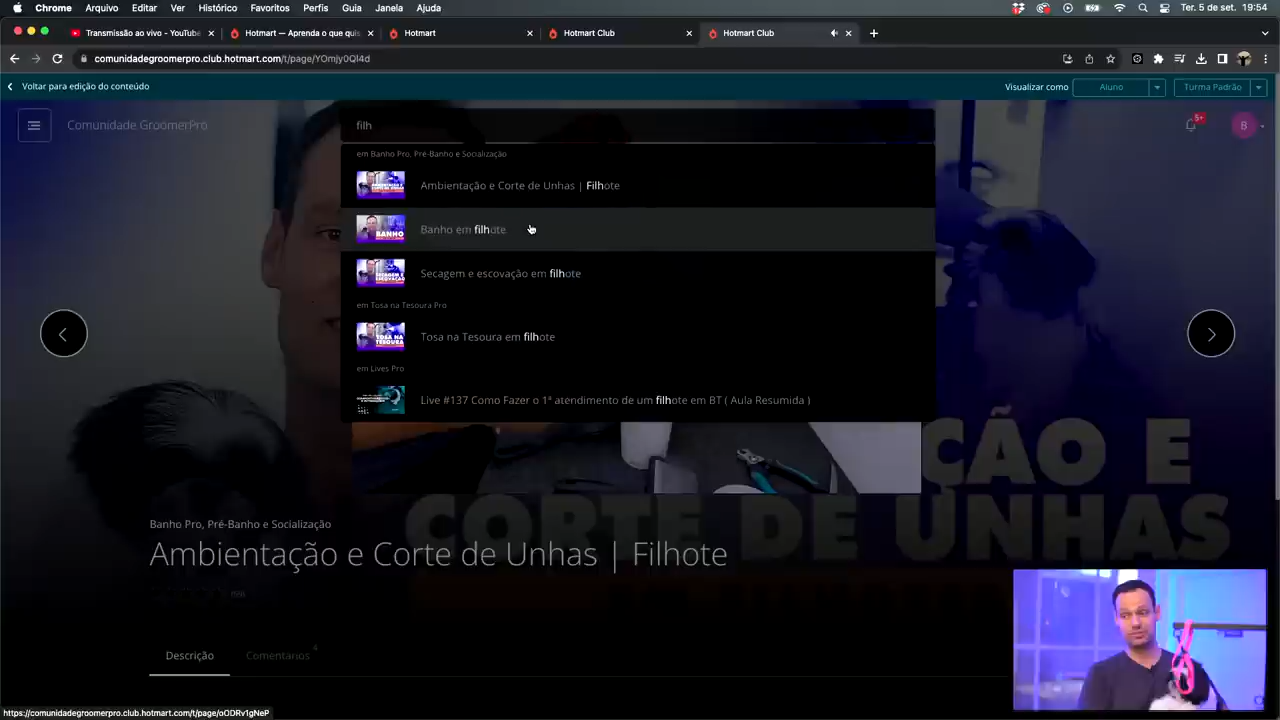 Chrome Arquivo Editar Ver Histórico Favoritos Perfis Guia Janela Ajuda Ter. 5 de set. 19:54
Transmissão ao vivo - YouTube Hotmart — Aprenda o que quis Hotmart Hotmart Club Hotmart Club
comunidadegroomerpro.club.hotmart.com/t/page/YOmjy0Ql4d
Voltar para edição do conteúdo Visualizar como Aluno Turma Padrão
Comunidade GroomerPro filh 5+ B
em Banho Pro, Pré-Banho e Socialização
Ambientação e Corte de Unhas | Filhote
Banho em filhote
Secagem e escovação em filhote
em Tosa na Tesoura Pro
Tosa na Tesoura em filhote
em Lives Pro
Live #137 Como Fazer o 1ª atendimento de um filhote em BT ( Aula Resumida )
ÇÃO E
CORTE DE UNHAS
Banho Pro, Pré-Banho e Socialização
Ambientação e Corte de Unhas | Filhote
Descrição Comentários 4
https://comunidadegroomerpro.club.hotmart.com/t/page/oODRv1gNeP